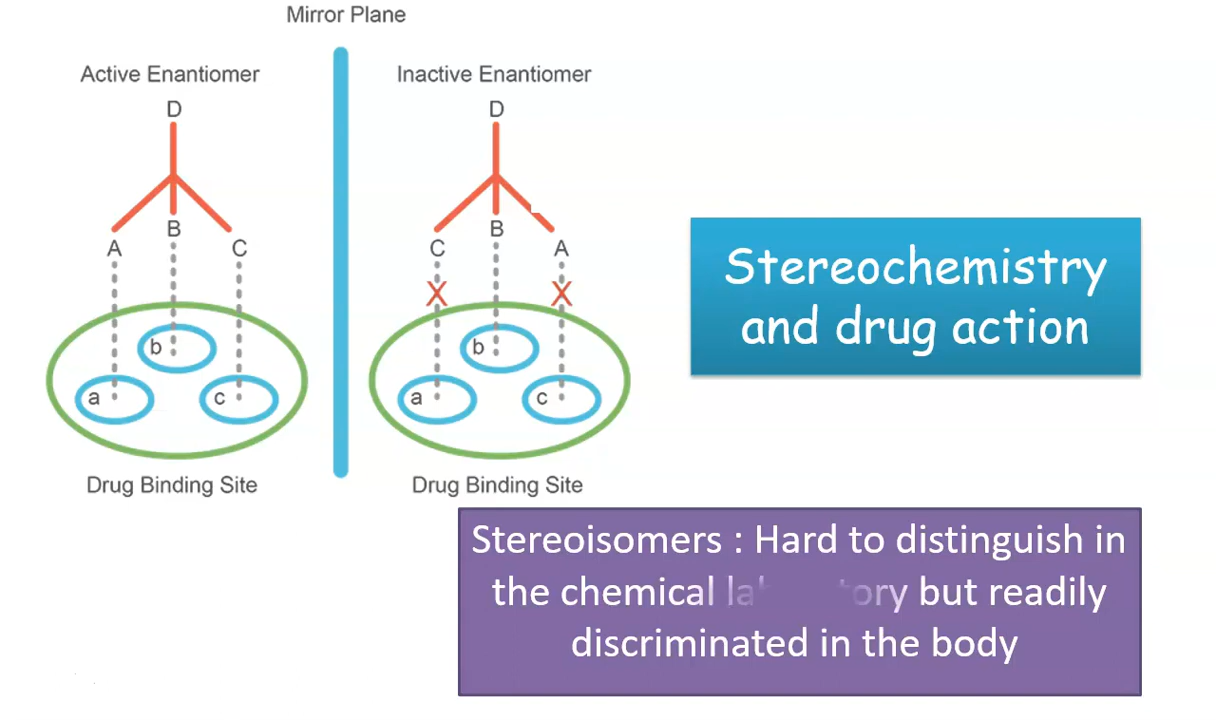 Mirror Plane
Active Enantiomer
D
A
B
C
a
b
c
Drug Binding Site
Inactive Enantiomer
D
C
B
A
X
X
a
b
c
Drug Binding Site
Stereochemistry
and drug action
Stereoisomers : Hard to distinguish in
the chemical but readily
discriminated in the body